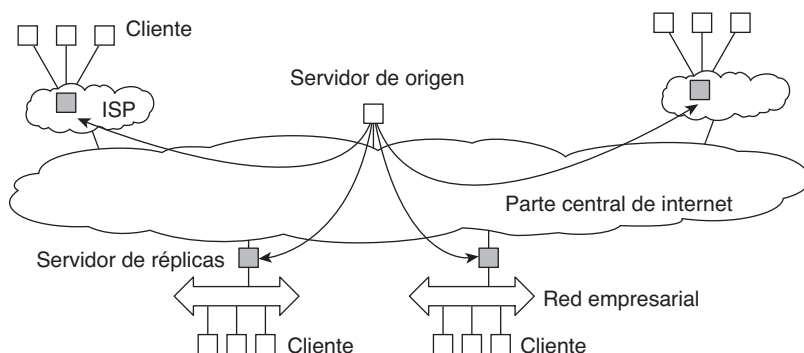 Cliente
Servidor de origen
ISP
Parte central de internet
Servidor de réplicas
Red empresarial
Cliente
Cliente